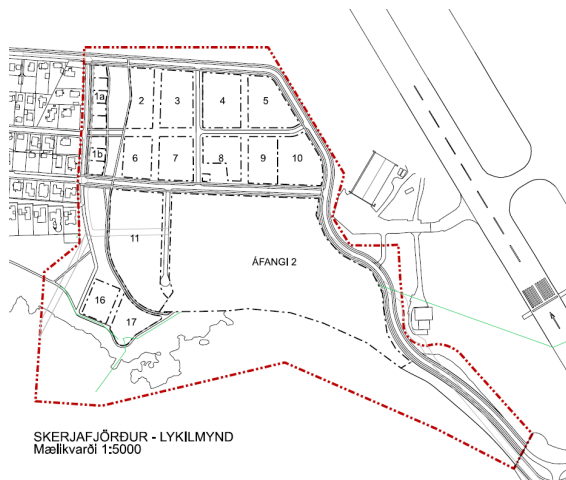 1a
2
3
4
5
1b
6
7
8
9
10
11
ÁFANGI 2
16
17
SKERJAFJÖRÐUR - LYKILMYND
Mælikvarði 1:5000